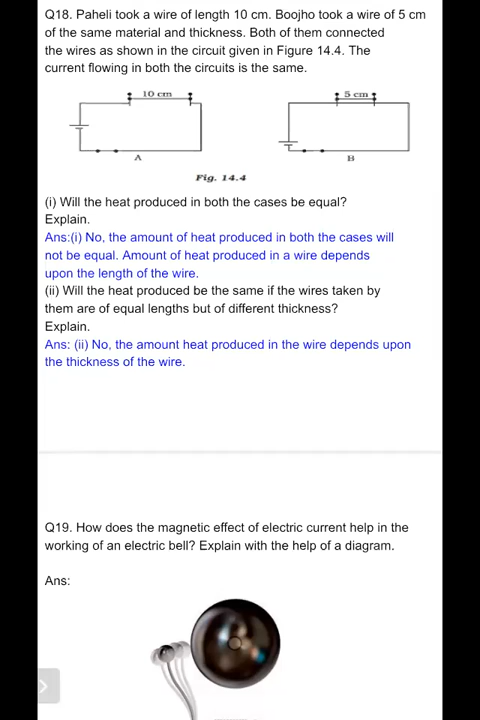 Q18. Paheli took a wire of length 10 cm. Boojho took a wire of 5 cm
of the same material and thickness. Both of them connected
the wires as shown in the circuit given in Figure 14.4. The
current flowing in both the circuits is the same.
10 cm
5 cm
A
B
Fig. 14.4
(i) Will the heat produced in both the cases be equal?
Explain.
Ans:(i) No, the amount of heat produced in both the cases will
not be equal. Amount of heat produced in a wire depends
upon the length of the wire.
(ii) Will the heat produced be the same if the wires taken by
them are of equal lengths but of different thickness?
Explain.
Ans: (ii) No, the amount heat produced in the wire depends upon
the thickness of the wire.
Q19. How does the magnetic effect of electric current help in the
working of an electric bell? Explain with the help of a diagram.
Ans: